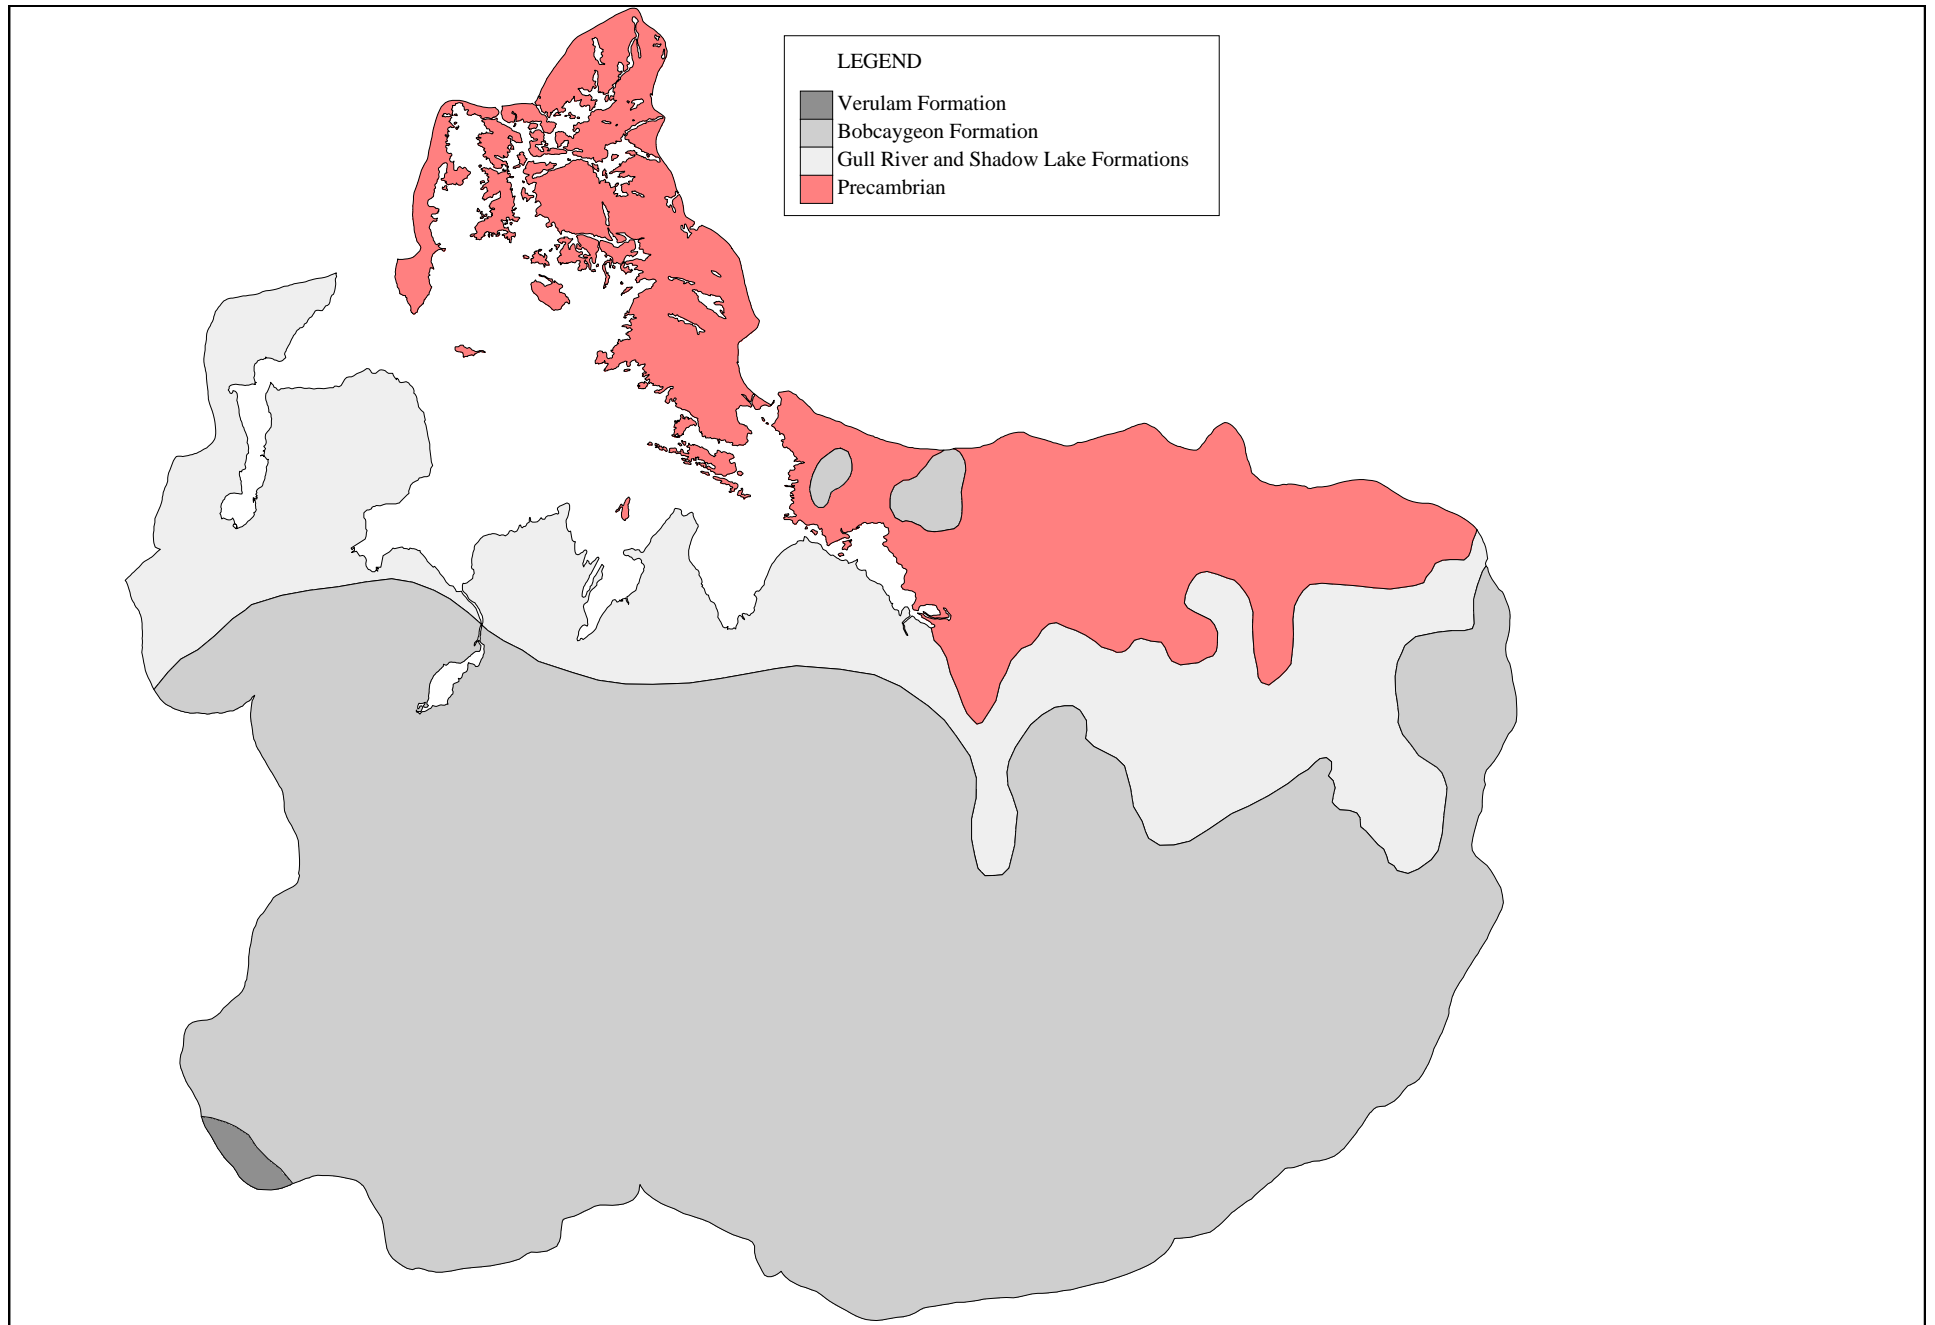 LEGEND
Verulam Formation
Bobcaygeon Formation
Gull River and Shadow Lake Formations
Precambrian